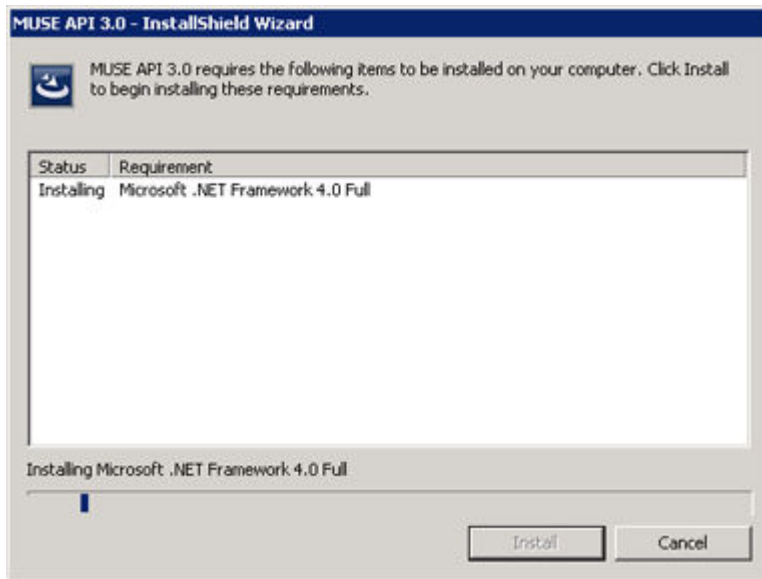 MUSE API 3.0 - InstallShield Wizard
MUSE API 3.0 requires the following items to be installed on your computer. Click Install
to begin installing these requirements.
Status Requirement
Installing Microsoft .NET Framework 4.0 Full
Installing Microsoft .NET Framework 4.0 Full
Install Cancel